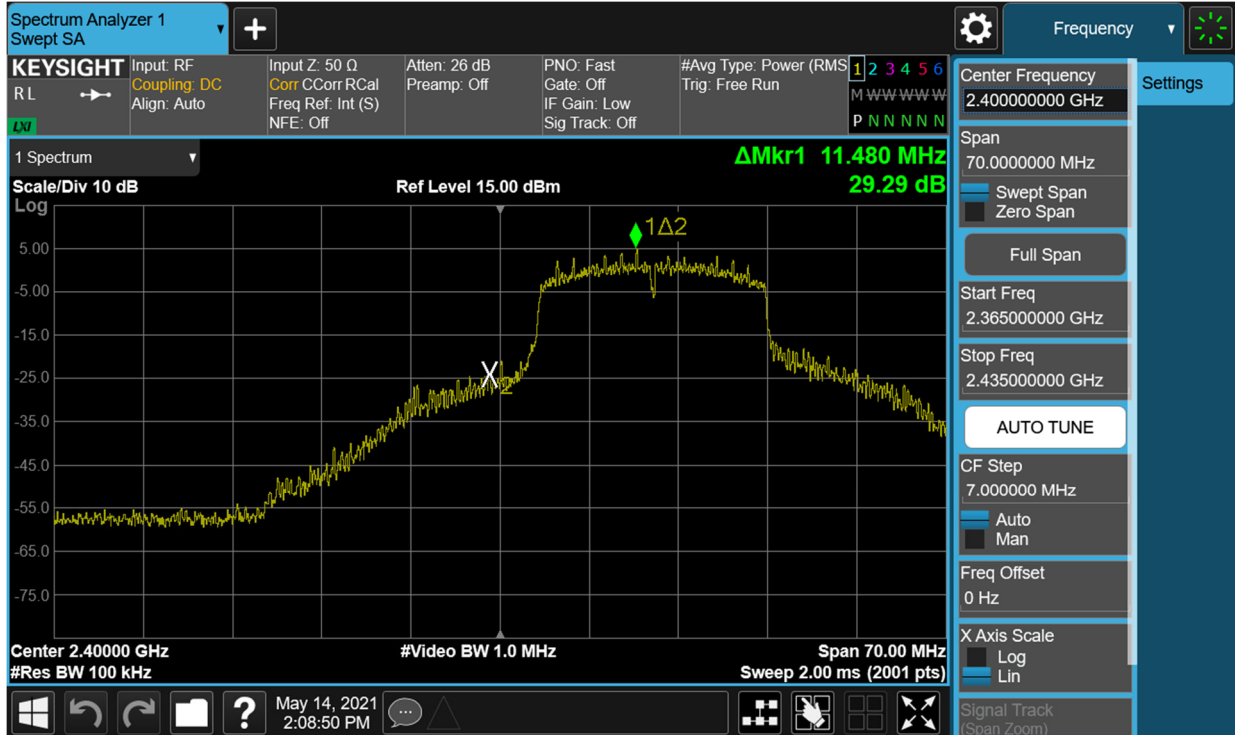 Spectrum Analyzer 1
Swept SA
Frequency
KEYSIGHT
R L
LXI
Input: RF
Coupling: DC
Align: Auto
Input Z: 50 Ω
Corr CCorr RCal
Freq Ref: Int (S)
NFE: Off
Atten: 26 dB
Preamp: Off
PNO: Fast
Gate: Off
IF Gain: Low
Sig Track: Off
#Avg Type: Power (RMS
Trig: Free Run
1 2 3 4 5 6
M W W W W W
P N N N N N
1 Spectrum
Scale/Div 10 dB
Ref Level 15.00 dBm
ΔMkr1 11.480 MHz
29.29 dB
Log
5.00
-5.00
-15.0
-25.0
-35.0
-45.0
-55.0
-65.0
-75.0
1Δ2
X
2
Center 2.40000 GHz
#Video BW 1.0 MHz
Span 70.00 MHz
#Res BW 100 kHz
Sweep 2.00 ms (2001 pts)
Center Frequency
2.400000000 GHz
Settings
Span
70.0000000 MHz
Swept Span
Zero Span
Full Span
Start Freq
2.365000000 GHz
Stop Freq
2.435000000 GHz
AUTO TUNE
CF Step
7.000000 MHz
Auto
Man
Freq Offset
0 Hz
X Axis Scale
Log
Lin
Signal Track
(Span Zoom)
?
May 14, 2021
2:08:50 PM